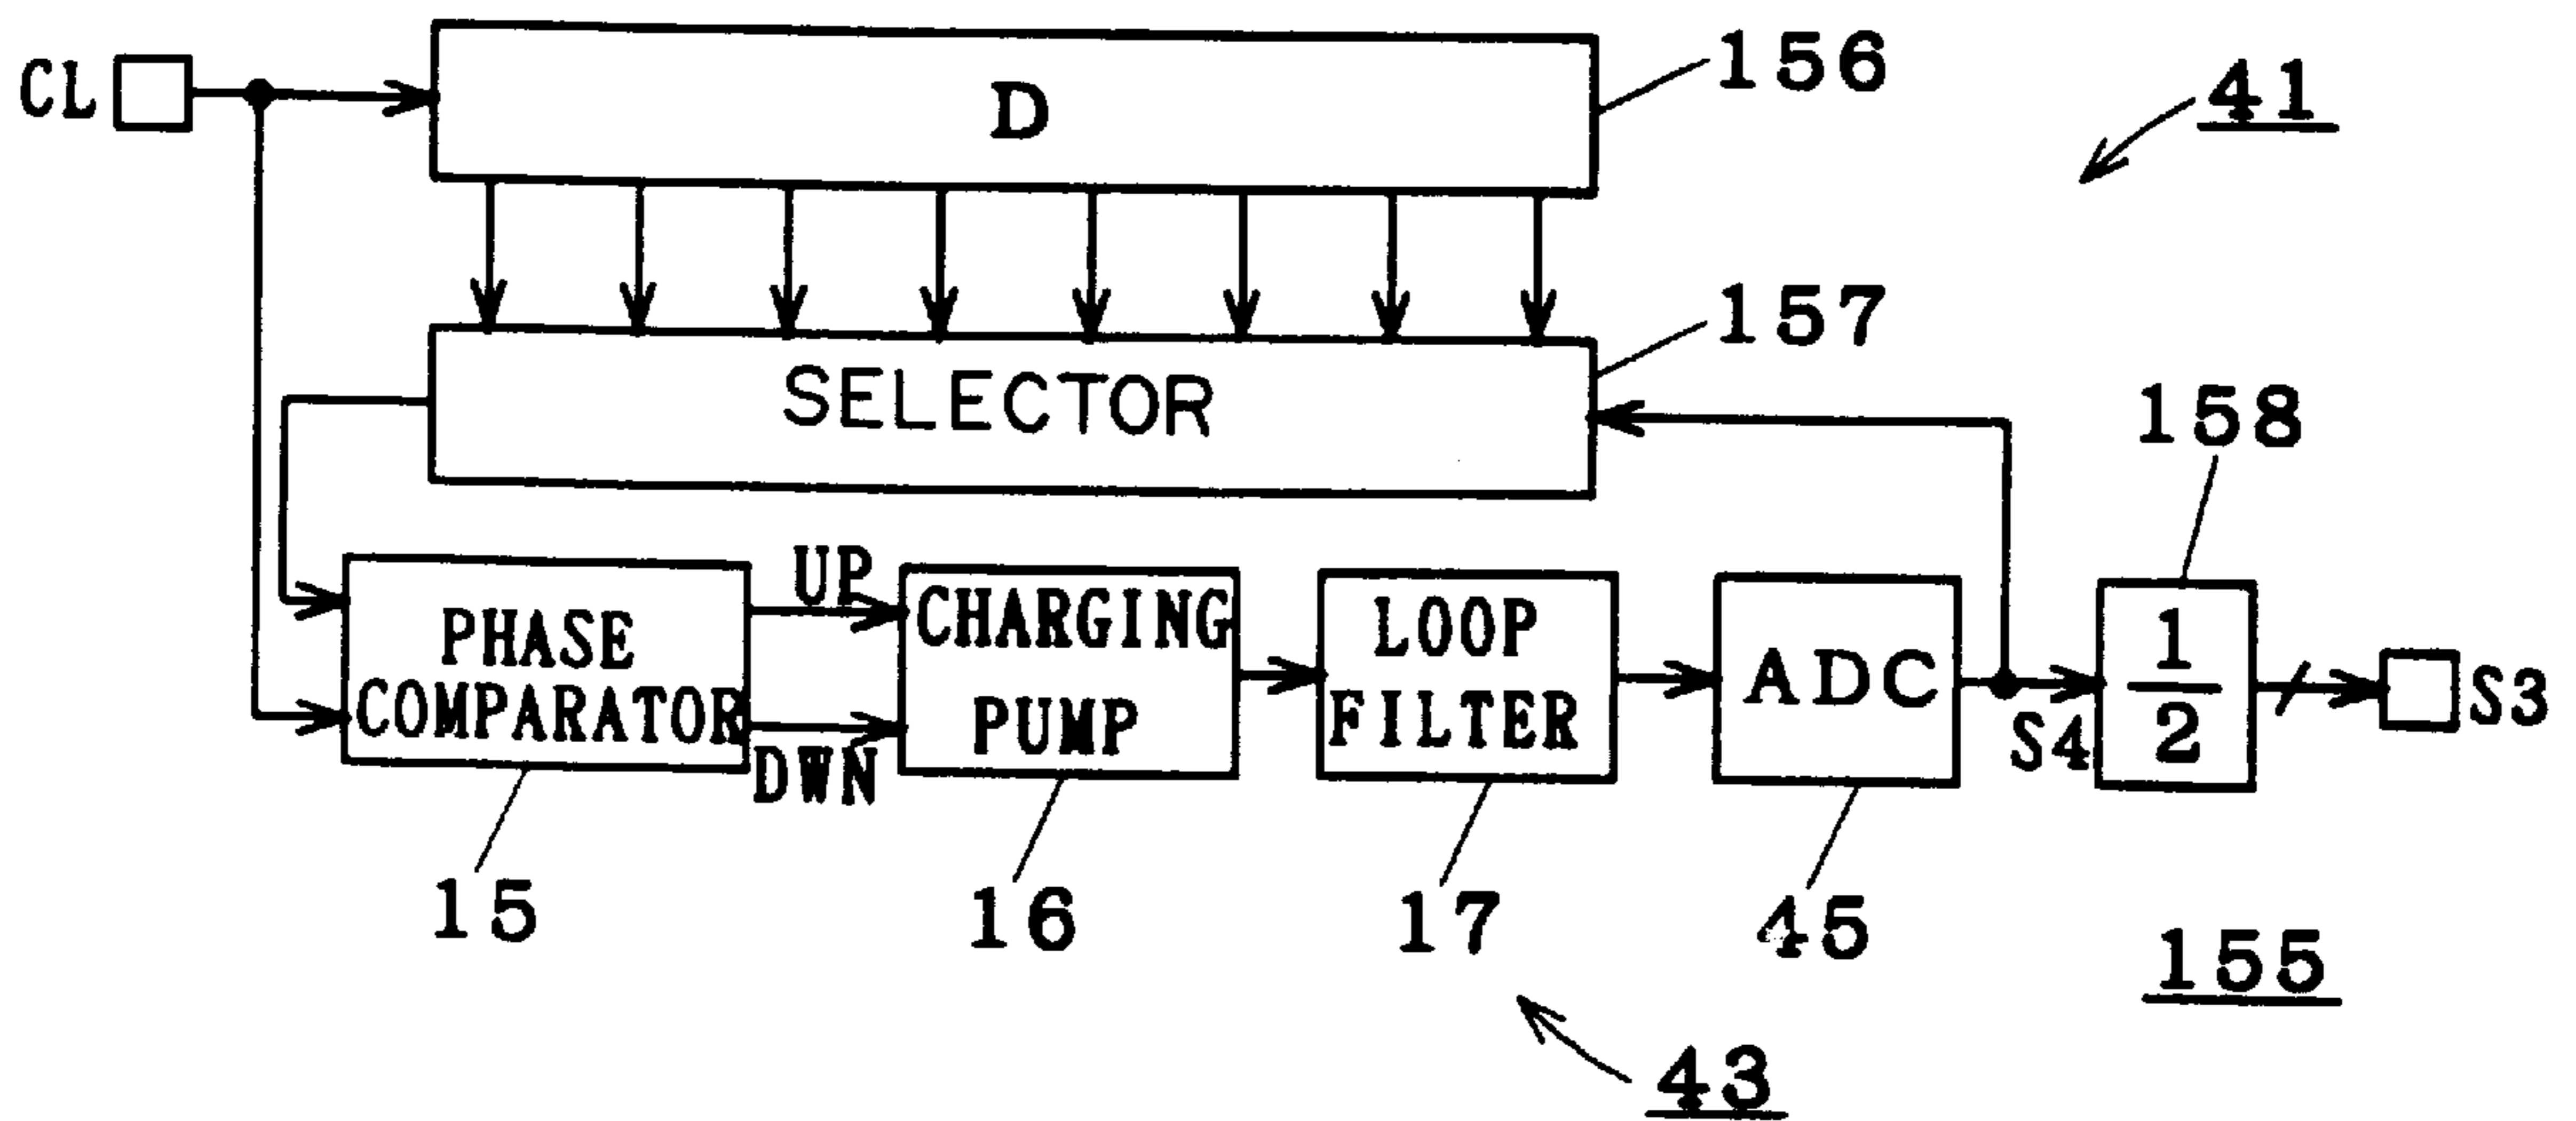 CL
D
156
41
SELECTOR
157
158
PHASE
COMPARATOR
UP
DWN
CHARGING
PUMP
LOOP
FILTER
ADC
S4
1
2
S3
15
16
17
45
155
43